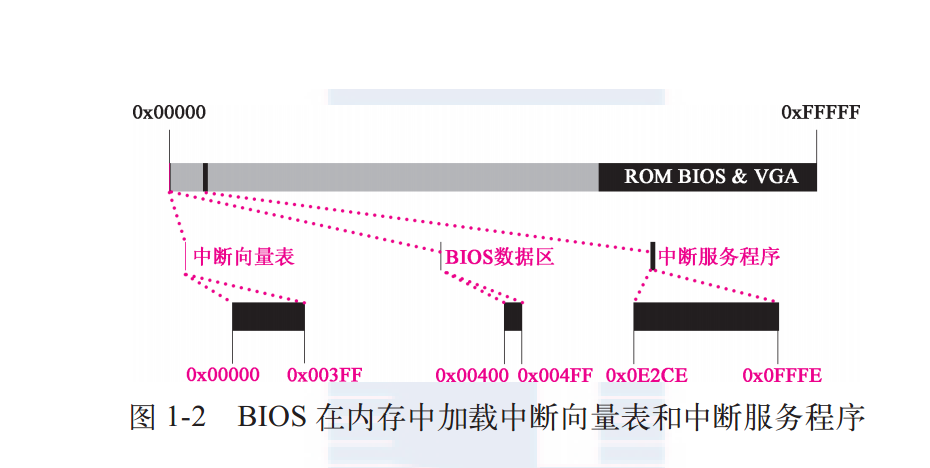 0x00000 0xFFFFF
ROM BIOS & VGA
中断向量表 BIOS数据区 中断服务程序
0x00000 0x003FF 0x00400 0x004FF 0x0E2CE 0x0FFFE
图 1-2 BIOS 在内存中加载中断向量表和中断服务程序